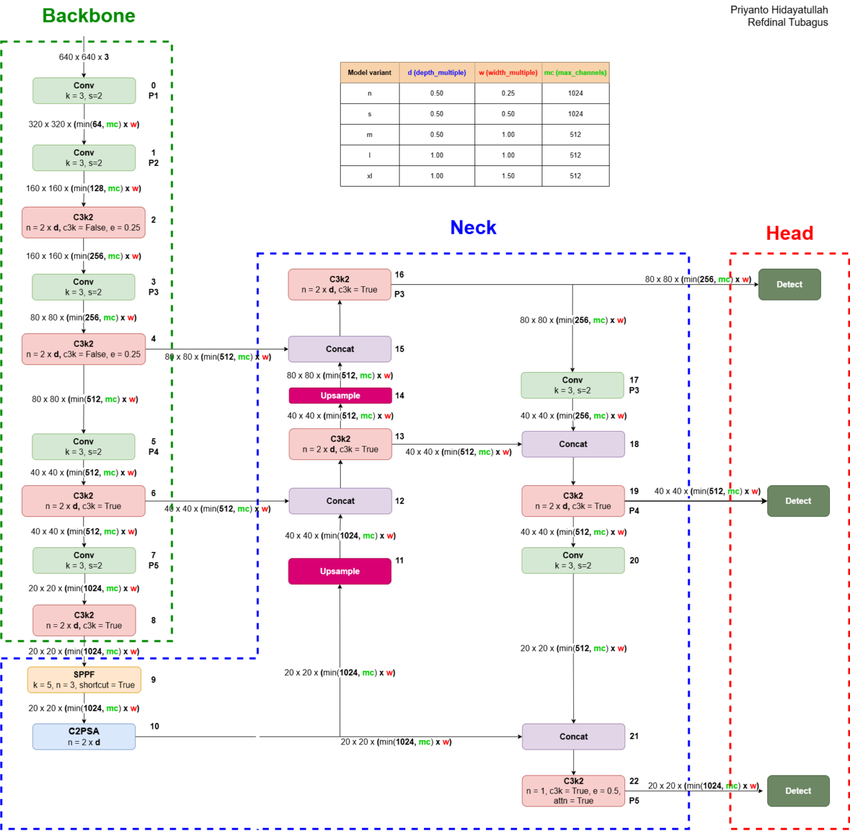 Backbone
Priyanto Hidayatullah
Refdinal Tubagus
640 x 640 x 3
Conv
k = 3, s=2
0
P1
320 x 320 x (min(64, mc) x w)
Conv
k = 3, s=2
1
P2
160 x 160 x (min(128, mc) x w)
C3k2
n = 2 x d, c3k = False, e = 0.25
2
160 x 160 x (min(256, mc) x w)
Conv
k = 3, s=2
3
P3
80 x 80 x (min(256, mc) x w)
C3k2
n = 2 x d, c3k = False, e = 0.25
4
80 x 80 x (min(512, mc) x w)
80 x 80 x (min(512, mc) x w)
Conv
k = 3, s=2
5
P4
40 x 40 x (min(512, mc) x w)
C3k2
n = 2 x d, c3k = True
6
40 x 40 x (min(512, mc) x w)
40 x 40 x (min(512, mc) x w)
Conv
k = 3, s=2
7
P5
20 x 20 x (min(1024, mc) x w)
C3k2
n = 2 x d, c3k = True
8
20 x 20 x (min(1024, mc) x w)
SPPF
k = 5, n = 3, shortcut = True
9
20 x 20 x (min(1024, mc) x w)
C2PSA
n = 2 x d
10
Model variant d (depth_multiple) w (width_multiple) mc (max_channels)
n 0.50 0.25 1024
s 0.50 0.50 1024
m 0.50 1.00 512
l 1.00 1.00 512
xl 1.00 1.50 512
Neck
C3k2
n = 2 x d, c3k = True
16
P3
Concat
15
80 x 80 x (min(512, mc) x w)
Upsample
14
40 x 40 x (min(512, mc) x w)
C3k2
n = 2 x d, c3k = True
13
40 x 40 x (min(512, mc) x w)
Concat
12
40 x 40 x (min(1024, mc) x w)
Upsample
11
20 x 20 x (min(1024, mc) x w)
20 x 20 x (min(1024, mc) x w)
80 x 80 x (min(256, mc) x w)
80 x 80 x (min(256, mc) x w)
Conv
k = 3, s=2
17
P3
40 x 40 x (min(256, mc) x w)
Concat
18
C3k2
n = 2 x d, c3k = True
19
P4
40 x 40 x (min(512, mc) x w)
40 x 40 x (min(512, mc) x w)
Conv
k = 3, s=2
20
20 x 20 x (min(512, mc) x w)
Concat
21
C3k2
n = 1, c3k = True, e = 0.5,
attn = True
22
P5
20 x 20 x (min(1024, mc) x w)
Head
Detect
Detect
Detect